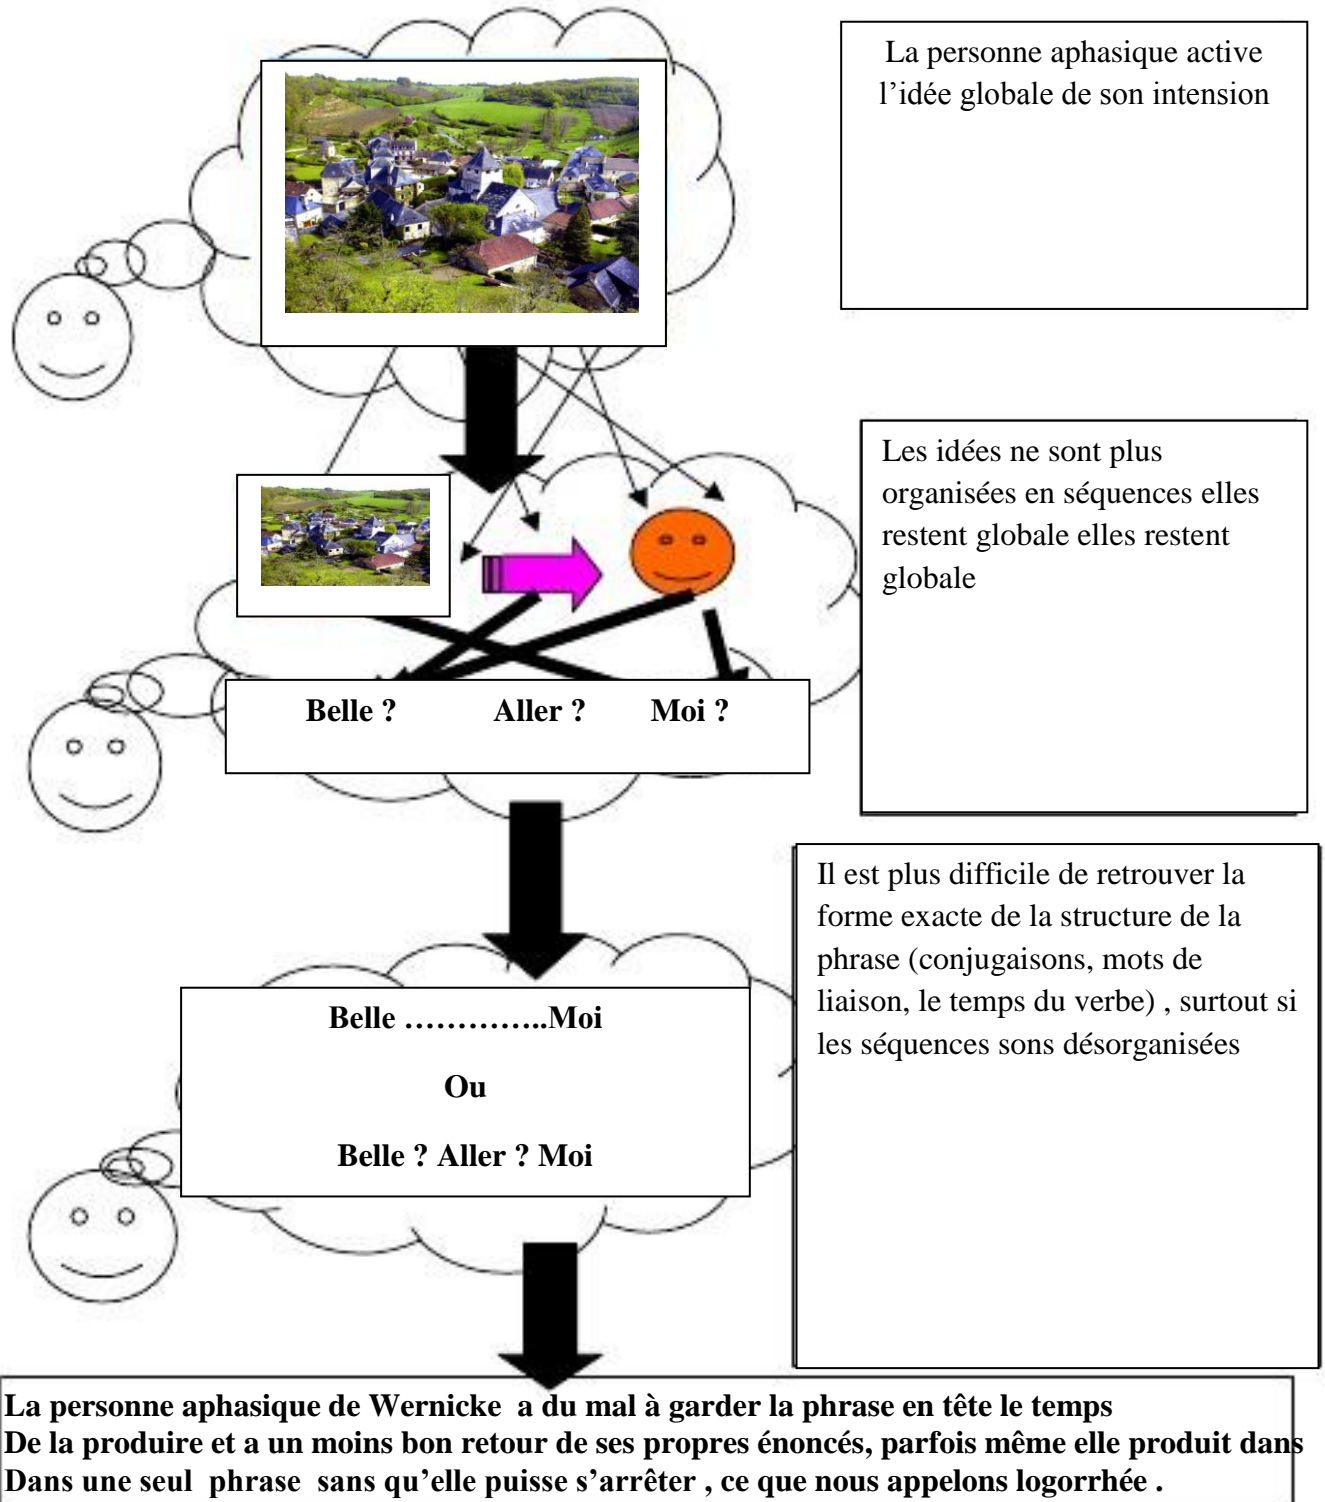 La personne aphasique active
l’idée globale de son intension
Les idées ne sont plus
organisées en séquences elles
restent globale elles restent
globale
Belle ? Aller ? Moi ?
Il est plus difficile de retrouver la
forme exacte de la structure de la
phrase (conjugaisons, mots de
liaison, le temps du verbe) , surtout si
les séquences sons désorganisées
Belle …………..Moi
Ou
Belle ? Aller ? Moi
La personne aphasique de Wernicke a du mal à garder la phrase en tête le temps
De la produire et a un moins bon retour de ses propres énoncés, parfois même elle produit dans
Dans une seul phrase sans qu’elle puisse s’arrêter , ce que nous appelons logorrhée .